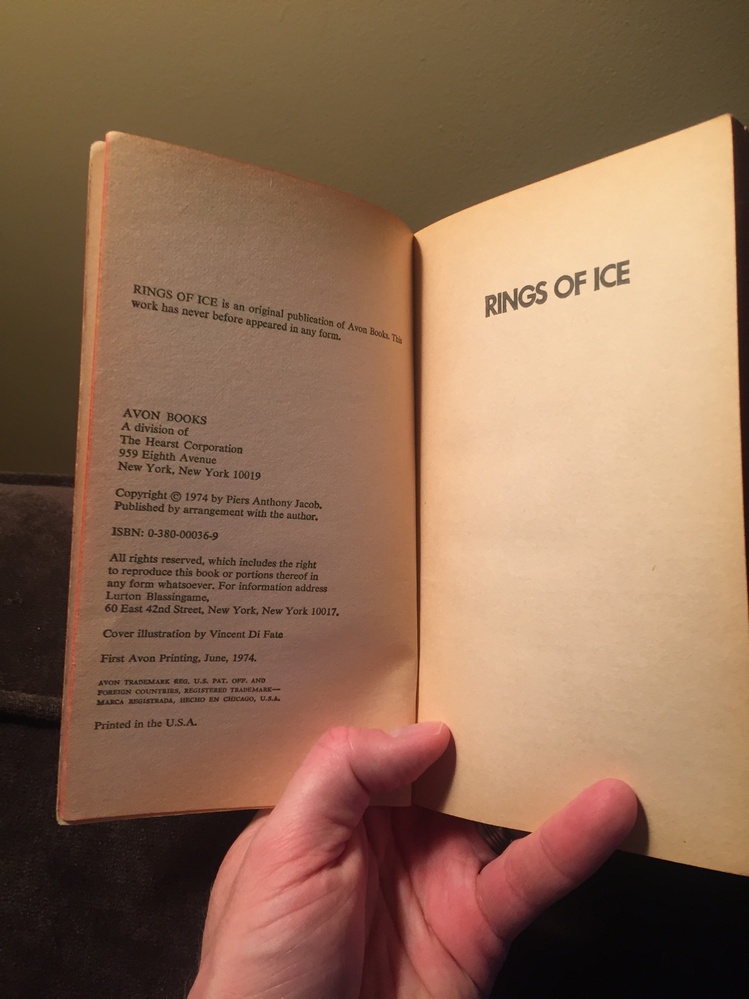 RINGS OF ICE is an original publication of Avon Books. This
work has never before appeared in any form.
AVON BOOKS
A division of
The Hearst Corporation
959 Eighth Avenue
New York, New York 10019
Copyright © 1974 by Piers Anthony Jacob.
Published by arrangement with the author.
ISBN: 0-380-00036-9
All rights reserved, which includes the right
to reproduce this book or portions thereof in
any form whatsoever. For information address
Lurton Blassingame,
60 East 42nd Street, New York, New York 10017.
Cover illustration by Vincent Di Fate
First Avon Printing, June, 1974.
AVON TRADEMARK REG. U.S. PAT. OFF. AND
FOREIGN COUNTRIES, REGISTERED TRADEMARK—
MARCA REGISTRADA, HECHO EN CHICAGO, U.S.A.
Printed in the U.S.A.
RINGS OF ICE